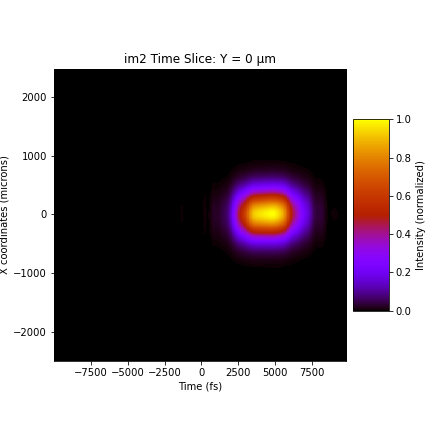 im2 Time Slice: Y = 0 μm
2000
1000
0
−1000
−2000
X coordinates (microns)
−7500 −5000 −2500 0 2500 5000 7500
Time (fs)
1.0
0.8
0.6
0.4
0.2
0.0
Intensity (normalized)